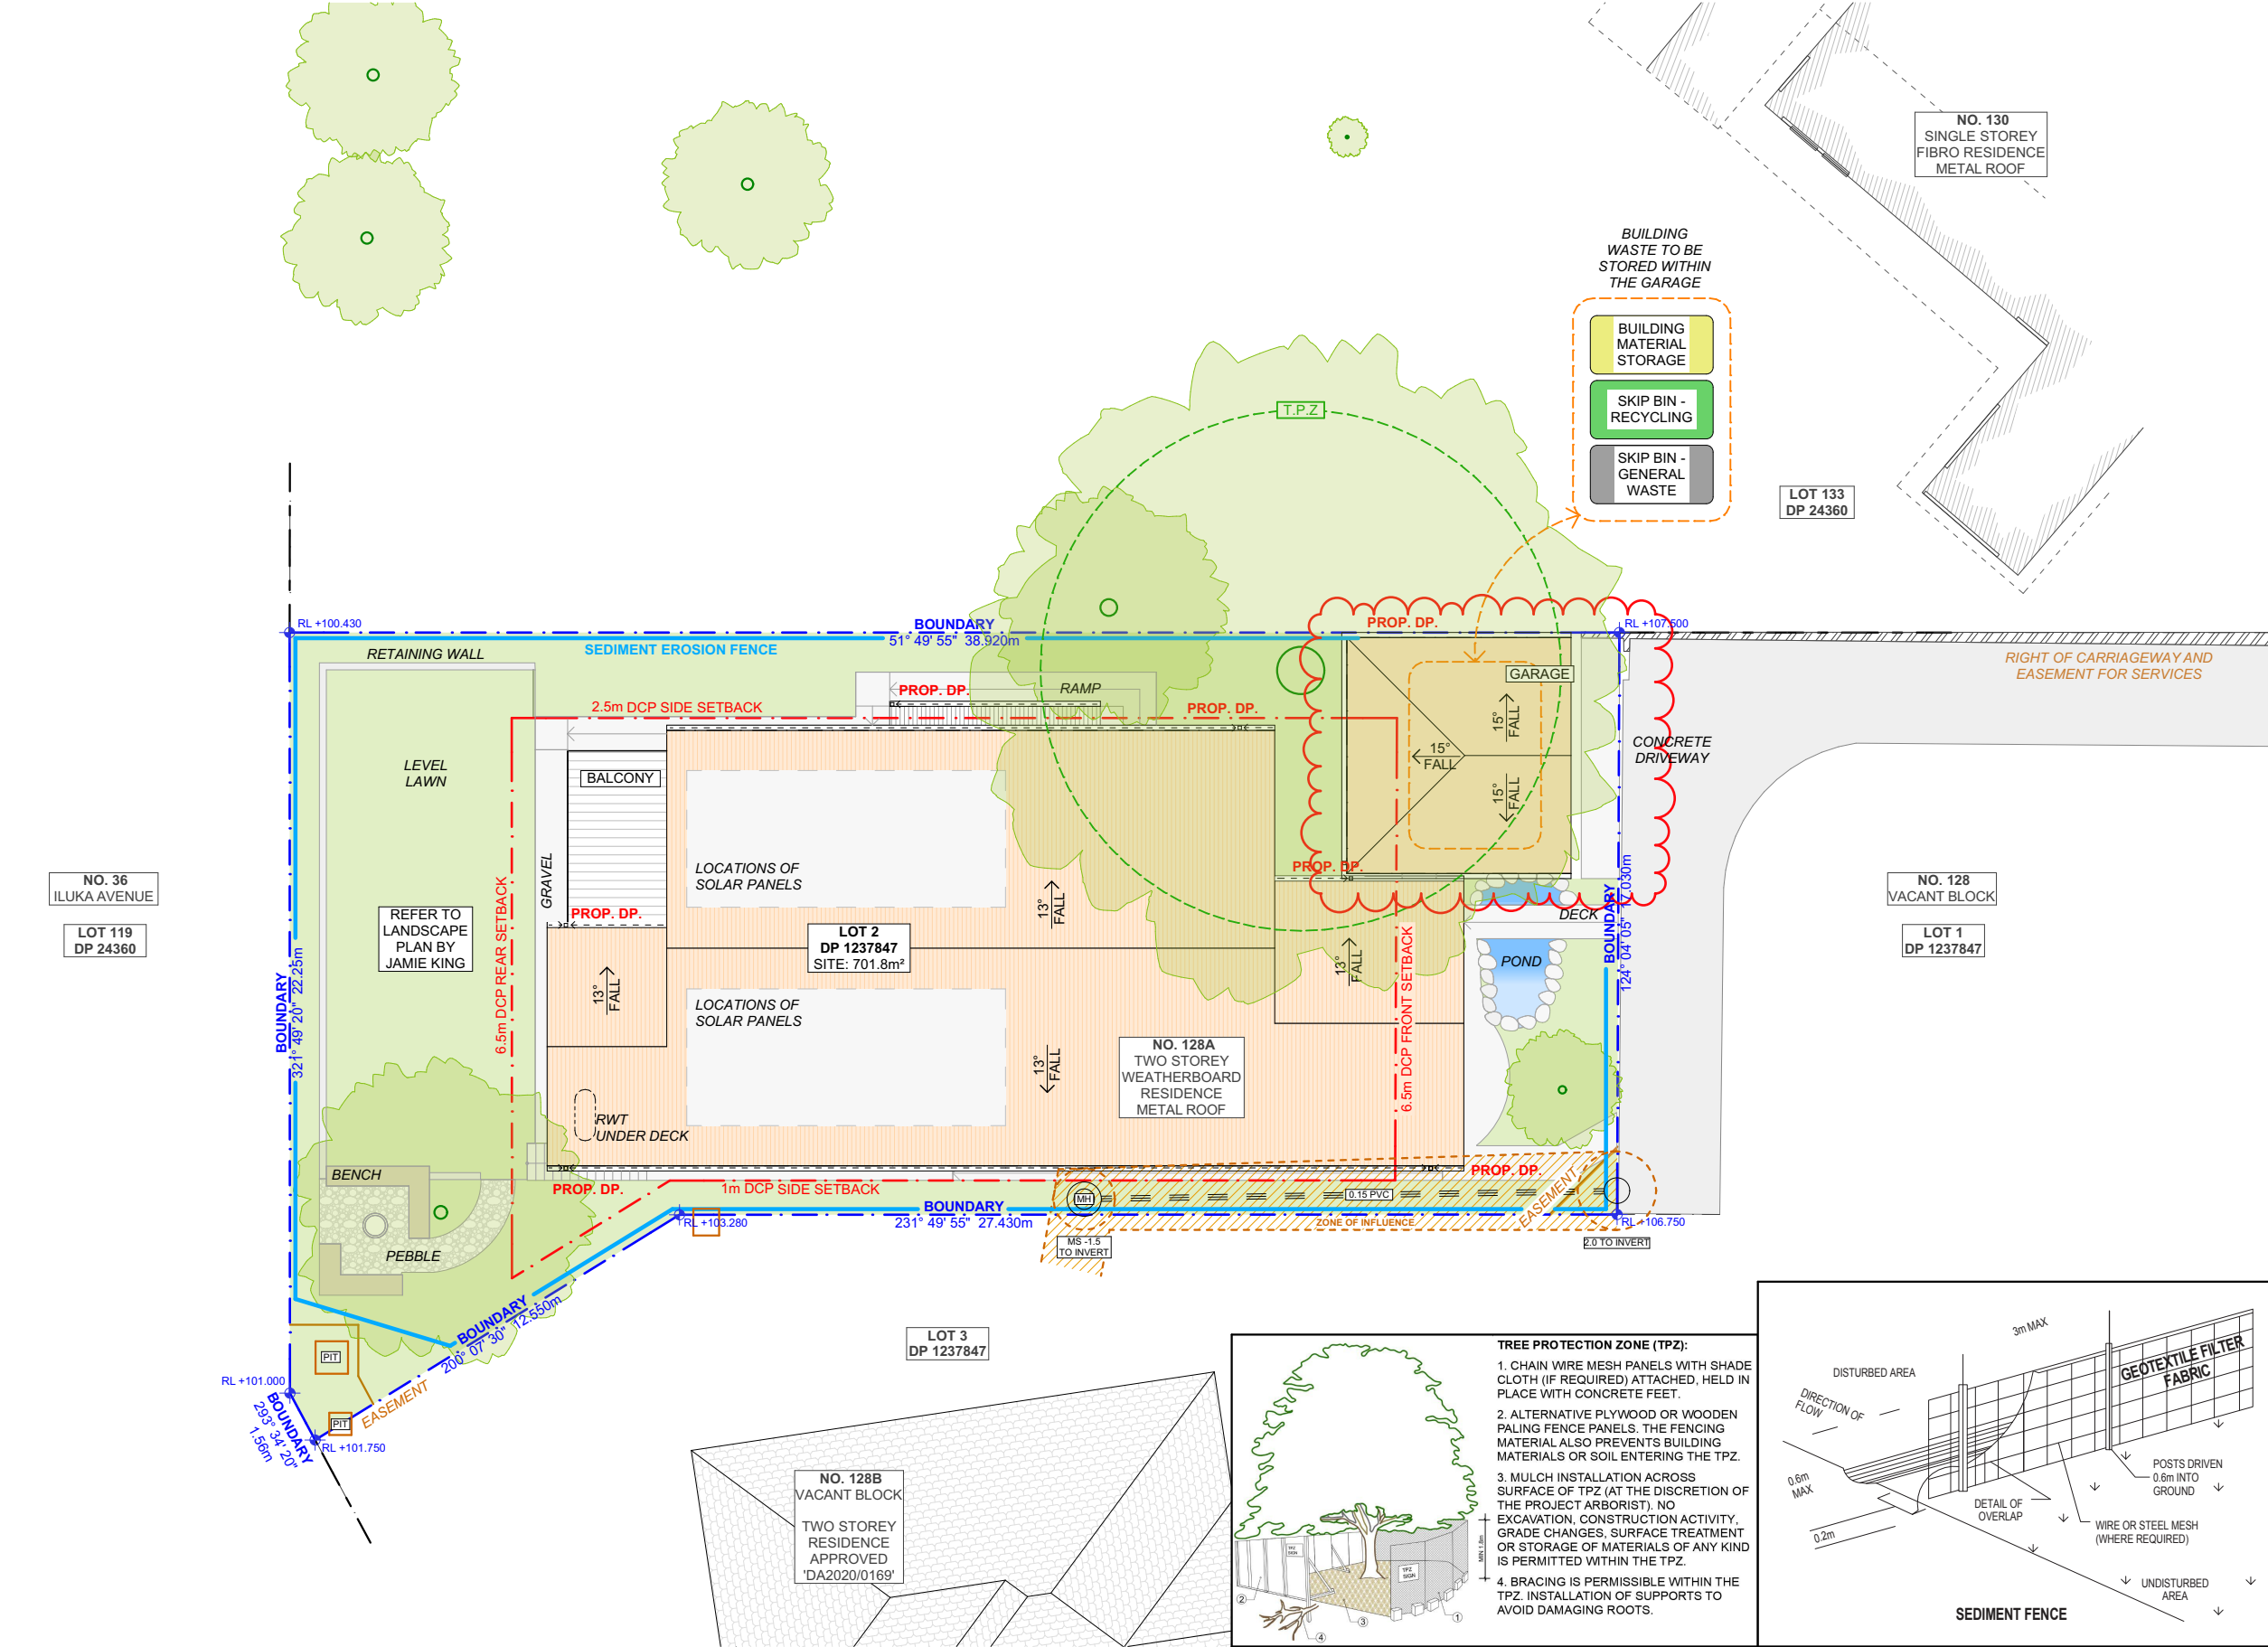 NO. 130
SINGLE STOREY
FIBRO RESIDENCE
METAL ROOF
BUILDING
WASTE TO BE
STORED WITHIN
THE GARAGE
BUILDING
MATERIAL
STORAGE
SKIP BIN -
RECYCLING
SKIP BIN -
GENERAL
WASTE
T.P.Z
LOT 133
DP 24360
RL +100.430
BOUNDARY
51° 49' 55" 38.920m
PROP. DP.
RL +107.500
RETAINING WALL
SEDIMENT EROSION FENCE
RIGHT OF CARRIAGEWAY AND
EASEMENT FOR SERVICES
GARAGE
PROP. DP.
RAMP
2.5m DCP SIDE SETBACK
PROP. DP.
15°
FALL
15°
FALL
15°
FALL
CONCRETE
DRIVEWAY
LEVEL
LAWN
BALCONY
GRAVEL
LOCATIONS OF
SOLAR PANELS
PROP. DP.
NO. 36
ILUKA AVENUE
LOT 119
DP 24360
REFER TO
LANDSCAPE
PLAN BY
JAMIE KING
6.5m DCP REAR SETBACK
PROP. DP.
LOT 2
DP 1237847
SITE: 701.8m²
13°
FALL
DECK
BOUNDARY
124° 04' 05" 17.030m
NO. 128
VACANT BLOCK
LOT 1
DP 1237847
BOUNDARY
321° 49' 20" 22.25m
13°
FALL
LOCATIONS OF
SOLAR PANELS
13°
FALL
13°
FALL
6.5m DCP FRONT SETBACK
POND
NO. 128A
TWO STOREY
WEATHERBOARD
RESIDENCE
METAL ROOF
RWT
UNDER DECK
BENCH
PROP. DP.
1m DCP SIDE SETBACK
PROP. DP.
MH
0.15 PVC
EASEMENT
RL +103.280
BOUNDARY
231° 49' 55" 27.430m
ZONE OF INFLUENCE
RL +106.750
MS -1.5
TO INVERT
2.0 TO INVERT
PEBBLE
BOUNDARY
200° 07' 30" 12.550m
PIT
PIT
EASEMENT
RL +101.000
BOUNDARY
293° 34' 20"
1.56m
RL +101.750
LOT 3
DP 1237847
NO. 128B
VACANT BLOCK
TWO STOREY
RESIDENCE
APPROVED
'DA2020/0169'
TREE PROTECTION ZONE (TPZ):
1. CHAIN WIRE MESH PANELS WITH SHADE
CLOTH (IF REQUIRED) ATTACHED, HELD IN
PLACE WITH CONCRETE FEET.
2. ALTERNATIVE PLYWOOD OR WOODEN
PALING FENCE PANELS. THE FENCING
MATERIAL ALSO PREVENTS BUILDING
MATERIALS OR SOIL ENTERING THE TPZ.
3. MULCH INSTALLATION ACROSS
SURFACE OF TPZ (AT THE DISCRETION OF
THE PROJECT ARBORIST). NO
EXCAVATION, CONSTRUCTION ACTIVITY,
GRADE CHANGES, SURFACE TREATMENT
OR STORAGE OF MATERIALS OF ANY KIND
IS PERMITTED WITHIN THE TPZ.
4. BRACING IS PERMISSIBLE WITHIN THE
TPZ. INSTALLATION OF SUPPORTS TO
AVOID DAMAGING ROOTS.
TPZ
SIGN
TPZ
SIGN
MIN 1.8m
1
2
3
4
3m MAX
DISTURBED AREA
GEOTEXTILE FILTER
FABRIC
DIRECTION OF
FLOW
0.6m
MAX
0.2m
POSTS DRIVEN
0.6m INTO
GROUND
DETAIL OF
OVERLAP
WIRE OR STEEL MESH
(WHERE REQUIRED)
UNDISTURBED
AREA
SEDIMENT FENCE